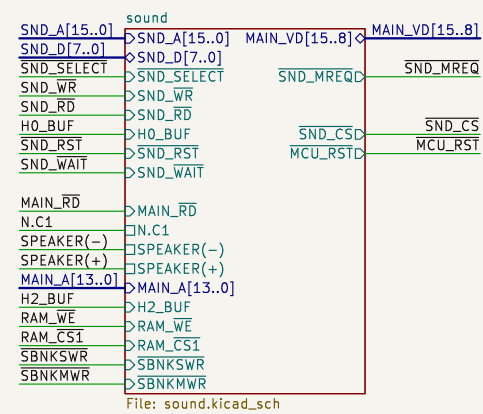 sound
SND_A[15..0] SND_A[15..0] MAIN_VD[15..8] MAIN_VD[15..8]
SND_D[7..0] SND_D[7..0]
SND_SELECT SND_SELECT SND_MREQ SND_MREQ
SND_WR SND_WR
SND_RD SND_RD
H0_BUF H0_BUF SND_CS SND_CS
SND_RST SND_RST MCU_RST MCU_RST
SND_WAIT SND_WAIT
MAIN_RD MAIN_RD
N.C1 N.C1
SPEAKER(-) SPEAKER(-)
SPEAKER(+) SPEAKER(+)
MAIN_A[13..0] MAIN_A[13..0]
H2_BUF H2_BUF
RAM_WE RAM_WE
RAM_CS1 RAM_CS1
SBNKSWR SBNKSWR
SBNKMWR SBNKMWR
File: sound.kicad_sch